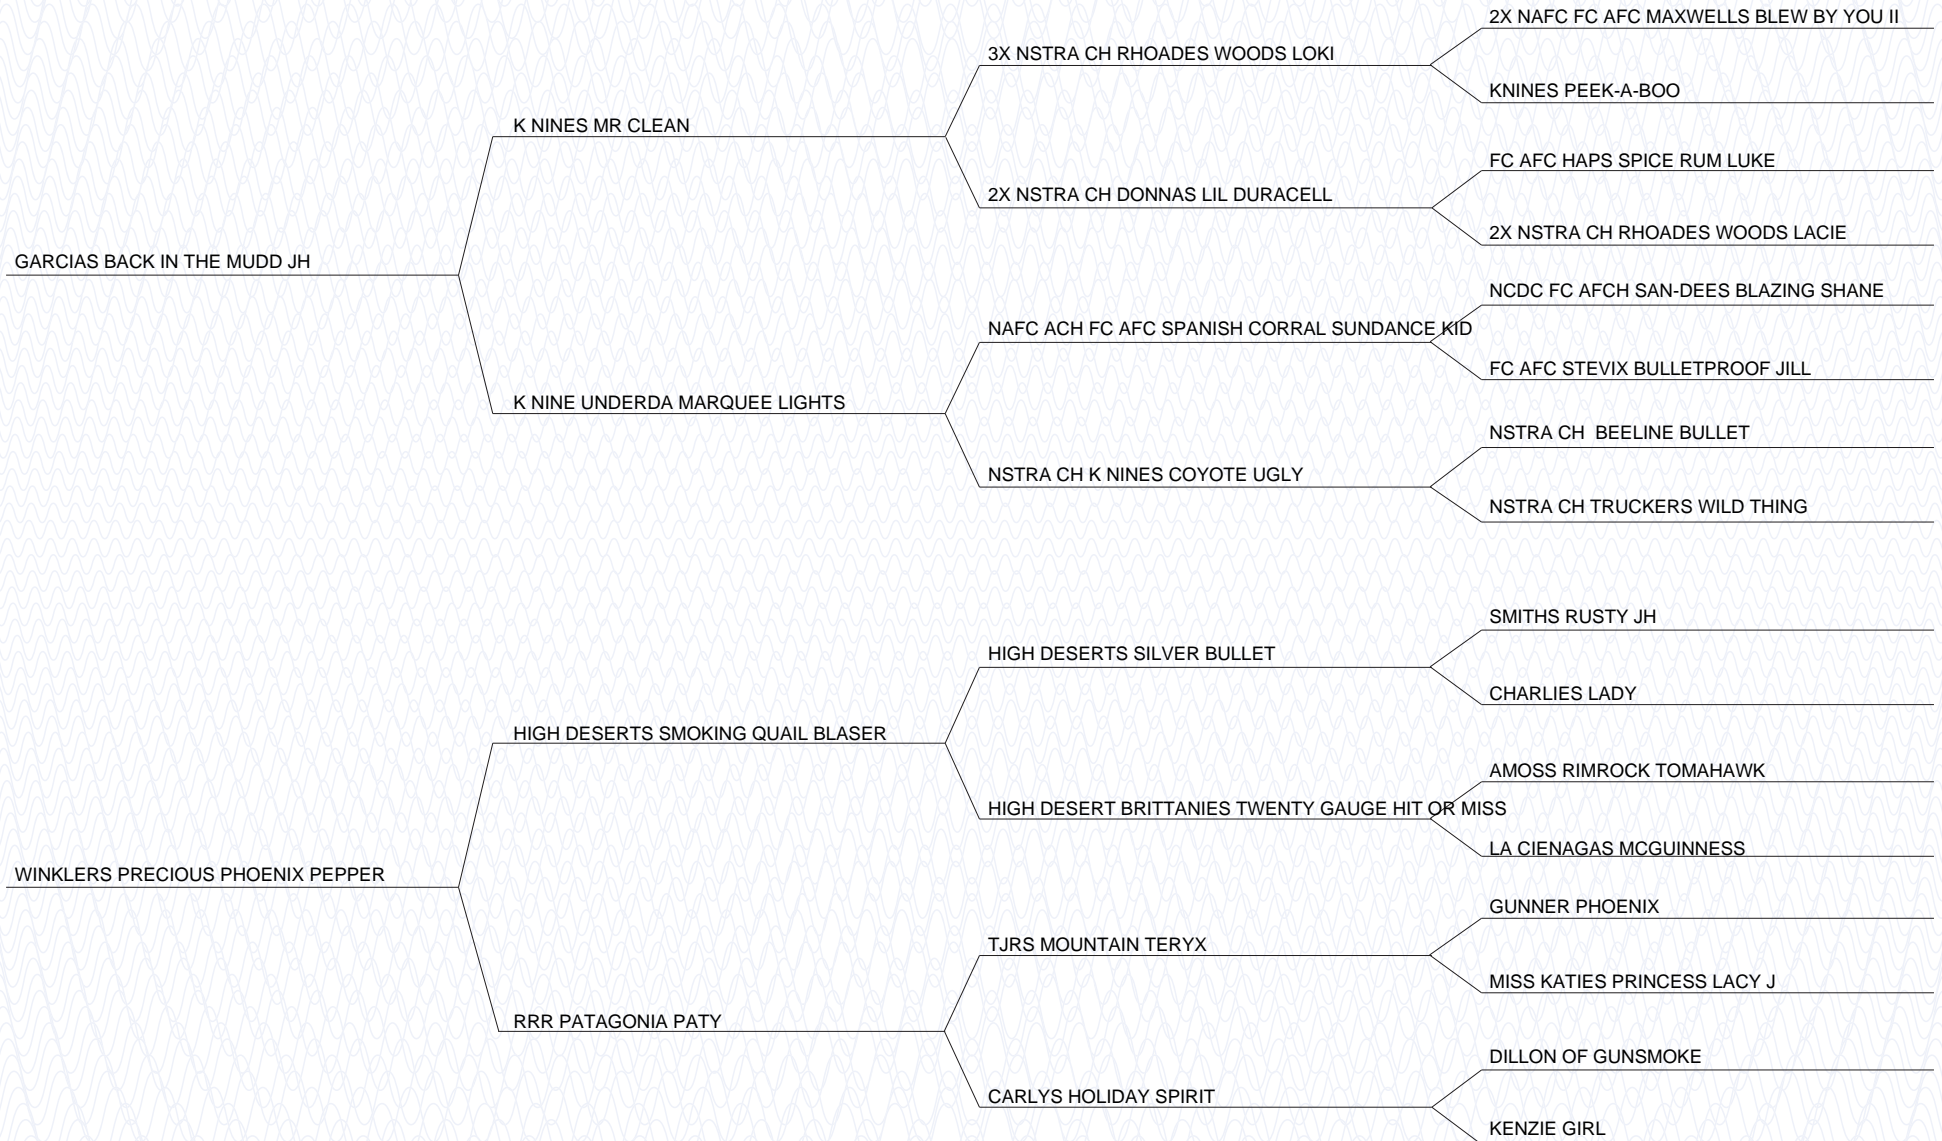 2X NAFC FC AFC MAXWELLS BLEW BY YOU II
3X NSTRA CH RHOADES WOODS LOKI
KNINES PEEK-A-BOO
K NINES MR CLEAN
FC AFC HAPS SPICE RUM LUKE
2X NSTRA CH DONNAS LIL DURACELL
2X NSTRA CH RHOADES WOODS LACIE
GARCIAS BACK IN THE MUDD JH
NCDC FC AFCH SAN-DEES BLAZING SHANE
NAFC ACH FC AFC SPANISH CORRAL SUNDANCE KID
FC AFC STEVIX BULLETPROOF JILL
K NINE UNDERDA MARQUEE LIGHTS
NSTRA CH  BEELINE BULLET
NSTRA CH K NINES COYOTE UGLY
NSTRA CH TRUCKERS WILD THING
SMITHS RUSTY JH
HIGH DESERTS SILVER BULLET
CHARLIES LADY
HIGH DESERTS SMOKING QUAIL BLASER
AMOSS RIMROCK TOMAHAWK
HIGH DESERT BRITTANIES TWENTY GAUGE HIT OR MISS
LA CIENAGAS MCGUINNESS
WINKLERS PRECIOUS PHOENIX PEPPER
GUNNER PHOENIX
TJRS MOUNTAIN TERYX
MISS KATIES PRINCESS LACY J
RRR PATAGONIA PATY
DILLON OF GUNSMOKE
CARLYS HOLIDAY SPIRIT
KENZIE GIRL